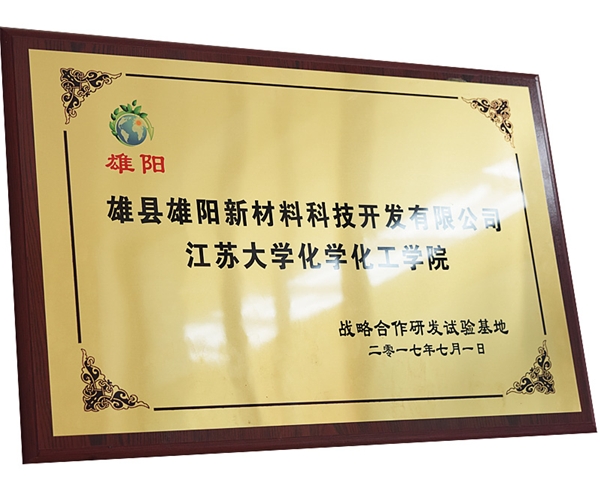 雄阳
雄县雄阳新材料科技开发有限公司
江苏大学化学化工学院
战略合作研发试验基地
二零一七年七月一日